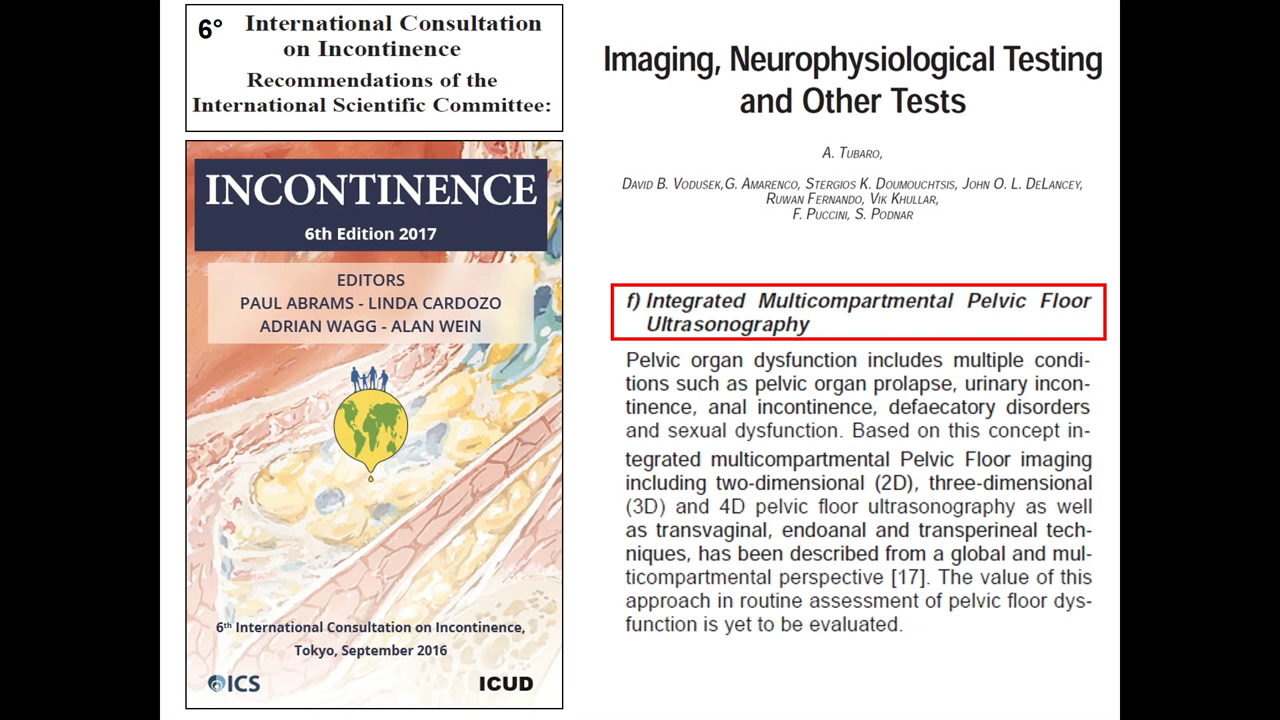 6° International Consultation
on Incontinence
Recommendations of the
International Scientific Committee:
INCONTINENCE
6th Edition 2017
EDITORS
PAUL ABRAMS - LINDA CARDOZO
ADRIAN WAGG - ALAN WEIN
6th International Consultation on Incontinence,
Tokyo, September 2016
ICS
ICUD
Imaging, Neurophysiological Testing
and Other Tests
A. Tubaro,
David B. Vodušek,G. Amarenco, Stergios K. Doumouchtsis, John O. L. DeLancey,
Ruwan Fernando, Vik Khullar,
F. Puccini, S. Podnar
f) Integrated Multicompartmental Pelvic Floor
Ultrasonography
Pelvic organ dysfunction includes multiple condi-
tions such as pelvic organ prolapse, urinary incon-
tinence, anal incontinence, defaecatory disorders
and sexual dysfunction. Based on this concept in-
tegrated multicompartmental Pelvic Floor imaging
including two-dimensional (2D), three-dimensional
(3D) and 4D pelvic floor ultrasonography as well
as transvaginal, endoanal and transperineal tech-
niques, has been described from a global and mul-
ticompartmental perspective [17]. The value of this
approach in routine assessment of pelvic floor dys-
function is yet to be evaluated.